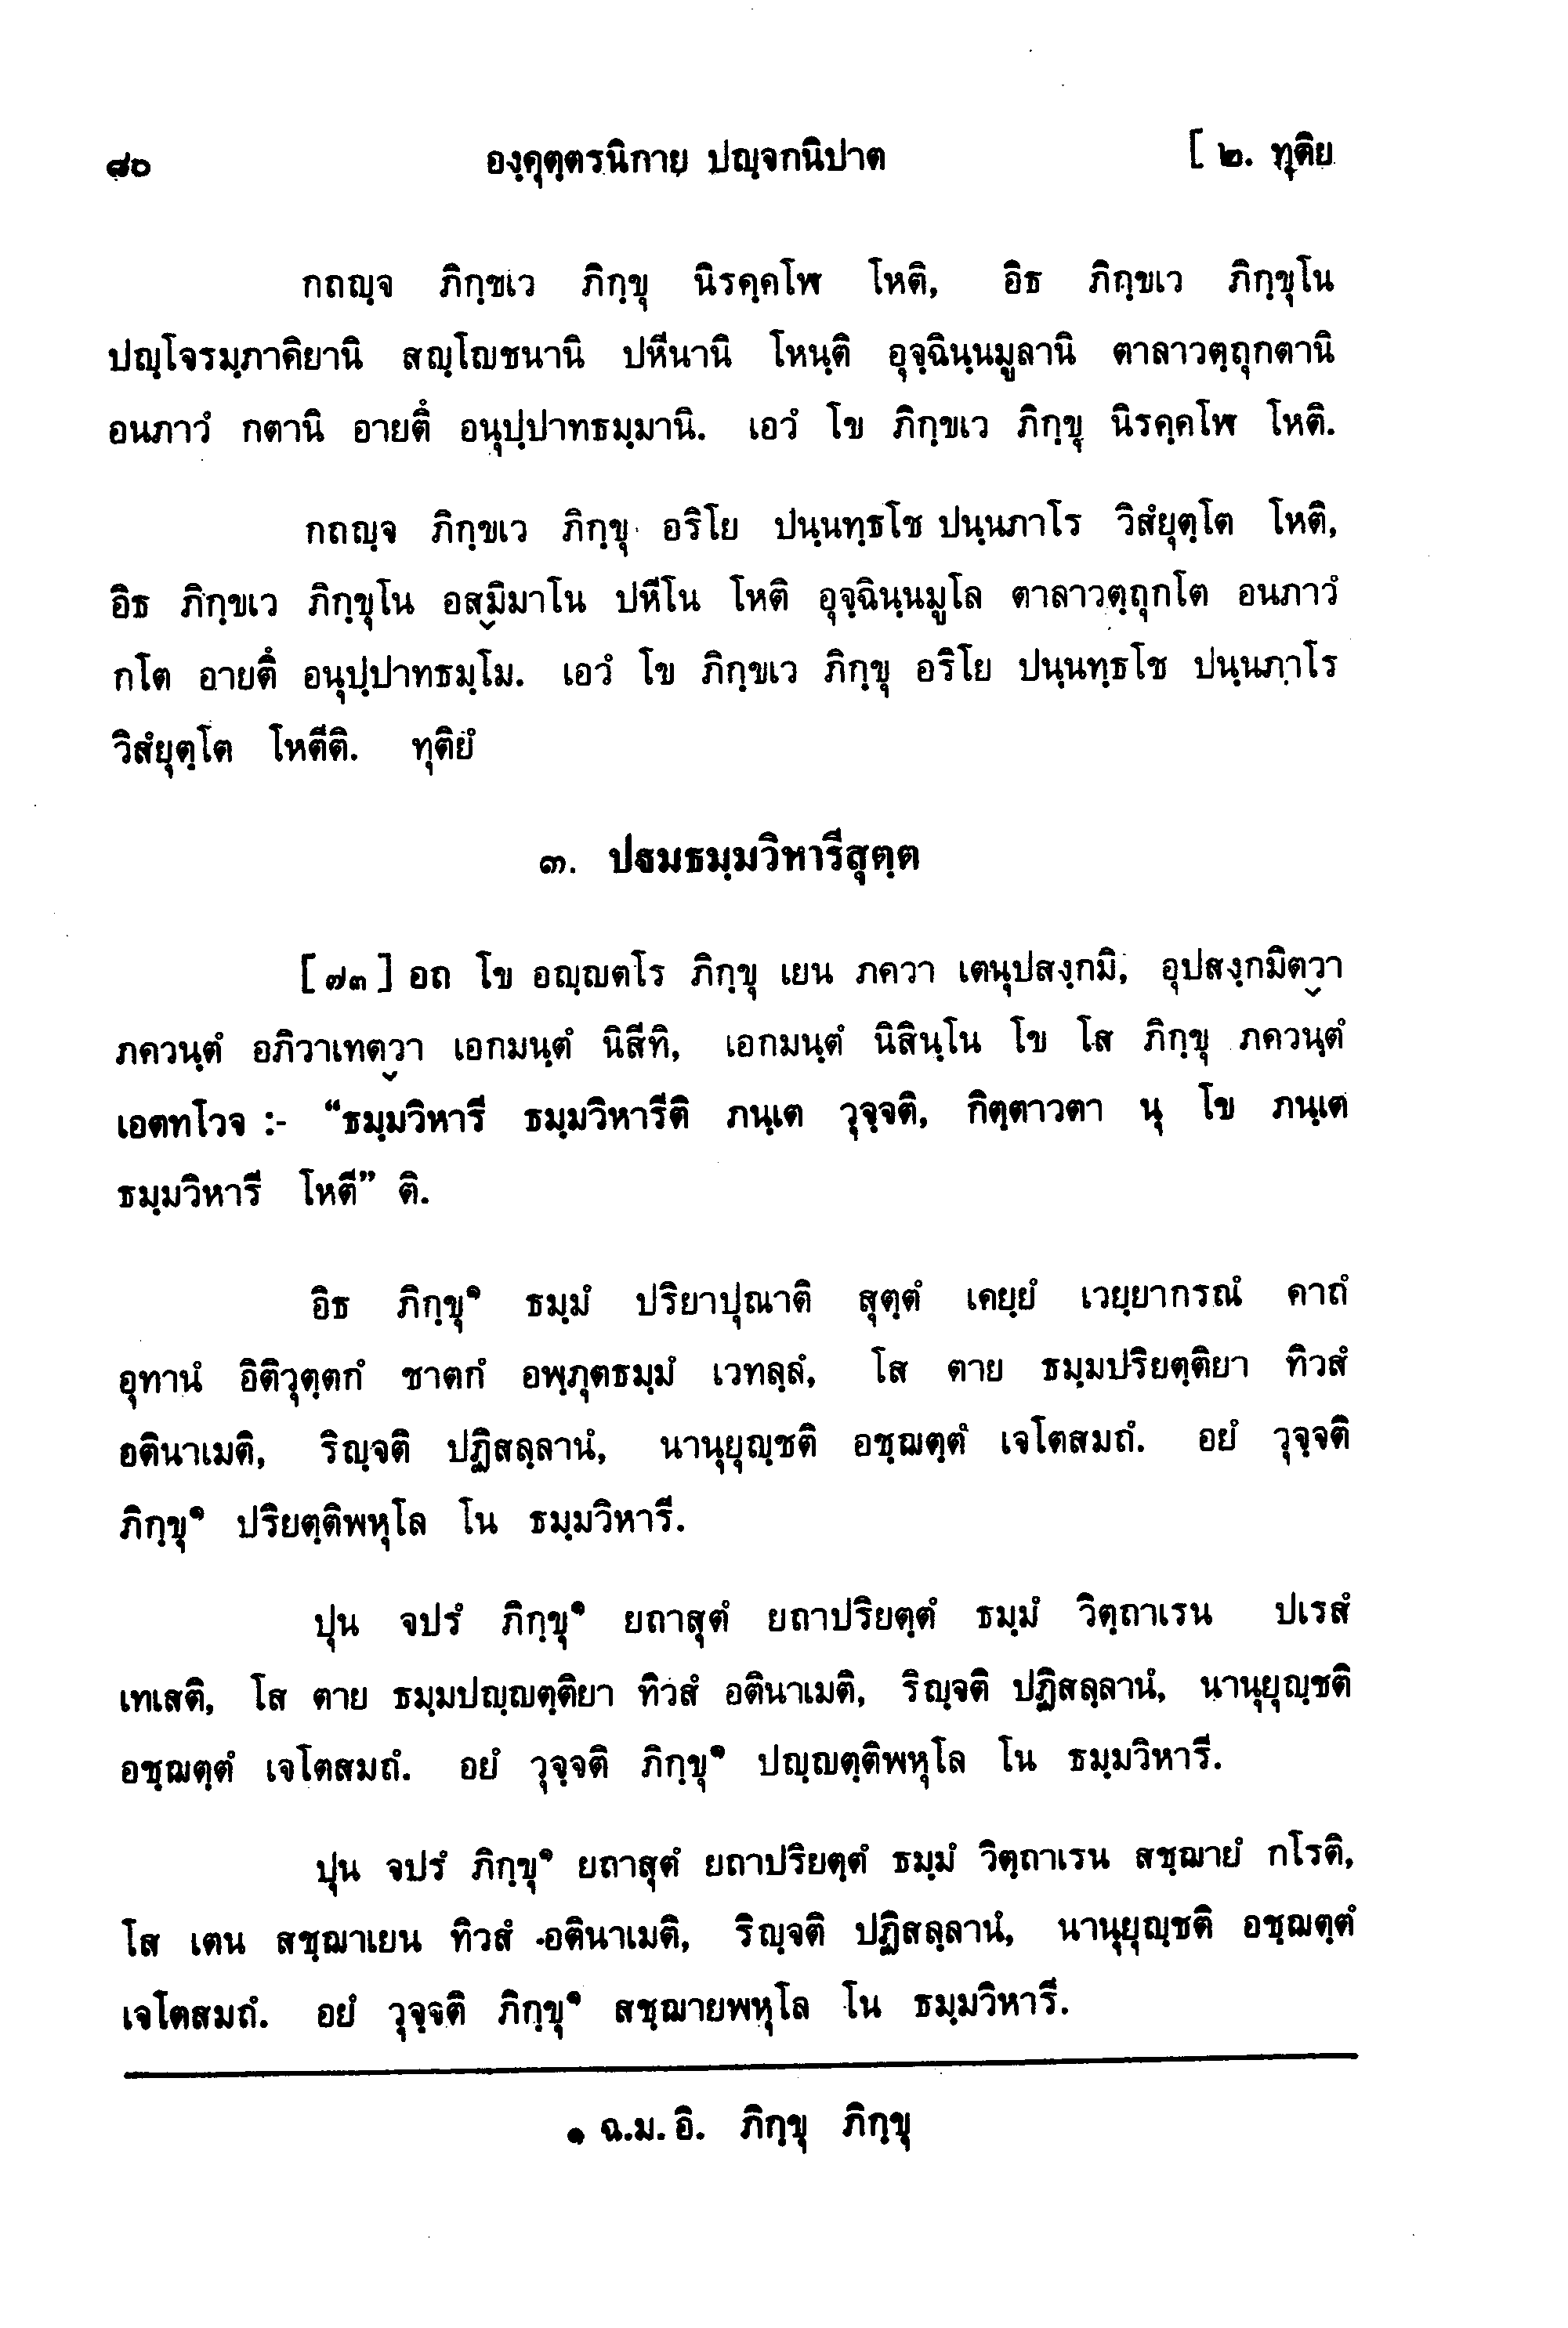 ๘๐ องฺคุตฺตรนิกาย ปญฺจกนิปาต [ ๒. ทุติย
กถญฺจ ภิกฺขเว ภิกฺขุ นิรคฺคโฬ โหติ, อิธ ภิกฺขเว ภิกฺขุโน
ปญฺโจรมฺภาคิยานิ สญฺโญชนานิ ปหีนานิ โหนฺติ อุจฺฉินฺนมูลานิ ตาลาวตฺถุกตานิ
อนภาวํ กตานิ อายตึ อนุปฺปาทธมฺมานิ. เอวํ โข ภิกฺขเว ภิกฺขุ นิรคฺคโฬ โหติ.
กถญฺจ ภิกฺขเว ภิกฺขุ อริโย ปนฺนทฺธโช ปนฺนภาโร วิสํยุตฺโต โหติ,
อิธ ภิกฺขเว ภิกฺขุโน อสฺมิมาโน ปหีโน โหติ อุจฺฉินฺนมูโล ตาลาวตฺถุกโต อนภาวํ
กโต อายตึ อนุปฺปาทธมฺโม. เอวํ โข ภิกฺขเว ภิกฺขุ อริโย ปนฺนทฺธโช ปนฺนภาโร
วิสํยุตฺโต โหตีติ. ทุติยํ
๓. ปฐมธมฺมวิหารีสุตฺต
[ ๗๓ ] อถ โข อญฺญตโร ภิกฺขุ เยน ภควา เตนุปสงฺกมิ, อุปสงฺกมิตฺวา
ภควนฺตํ อภิวาเทตฺวา เอกมนฺตํ นิสีทิ, เอกมนฺตํ นิสินฺโน โข โส ภิกฺขุ ภควนฺตํ
เอตทโวจ :- “ธมฺมวิหารี ธมฺมวิหารีติ ภนฺเต วุจฺจติ, กิตฺตาวตา นุ โข ภนฺเต
ธมฺมวิหารี โหตี” ติ.
อิธ ภิกฺขุ๑ ธมฺมํ ปริยาปุณาติ สุตฺตํ เคยฺยํ เวยฺยากรณํ คาถํ
อุทานํ อิติวุตฺตกํ ชาตกํ อพฺภุตธมฺมํ เวทลฺลํ, โส ตาย ธมฺมปริยตฺติยา ทิวสํ
อตินาเมติ, ริญฺจติ ปฏิสลฺลานํ, นานุยุญฺชติ อชฺฌตฺตํ เจโตสมถํ. อยํ วุจฺจติ
ภิกฺขุ๑ ปริยตฺติพหุโล โน ธมฺมวิหารี.
ปุน จปรํ ภิกฺขุ๑ ยถาสุตํ ยถาปริยตฺตํ ธมฺมํ วิตฺถาเรน ปเรสํ
เทเสติ, โส ตาย ธมฺมปญฺญตฺติยา ทิวสํ อตินาเมติ, ริญฺจติ ปฏิสลฺลานํ, นานุยุญฺชติ
อชฺฌตฺตํ เจโตสมถํ. อยํ วุจฺจติ ภิกฺขุ๑ ปญฺญตฺติพหุโล โน ธมฺมวิหารี.
ปุน จปรํ ภิกฺขุ๑ ยถาสุตํ ยถาปริยตฺตํ ธมฺมํ วิตฺถาเรน สชฺฌายํ กโรติ,
โส เตน สชฺฌาเยน ทิวสํ อตินาเมติ, ริญฺจติ ปฏิสลฺลานํ, นานุยุญฺชติ อชฺฌตฺตํ
เจโตสมถํ. อยํ วุจฺจติ ภิกฺขุ๑ สชฺฌายพหุโล โน ธมฺมวิหารี.
๑ ฉ.ม. อิ. ภิกฺขุ ภิกฺขุ